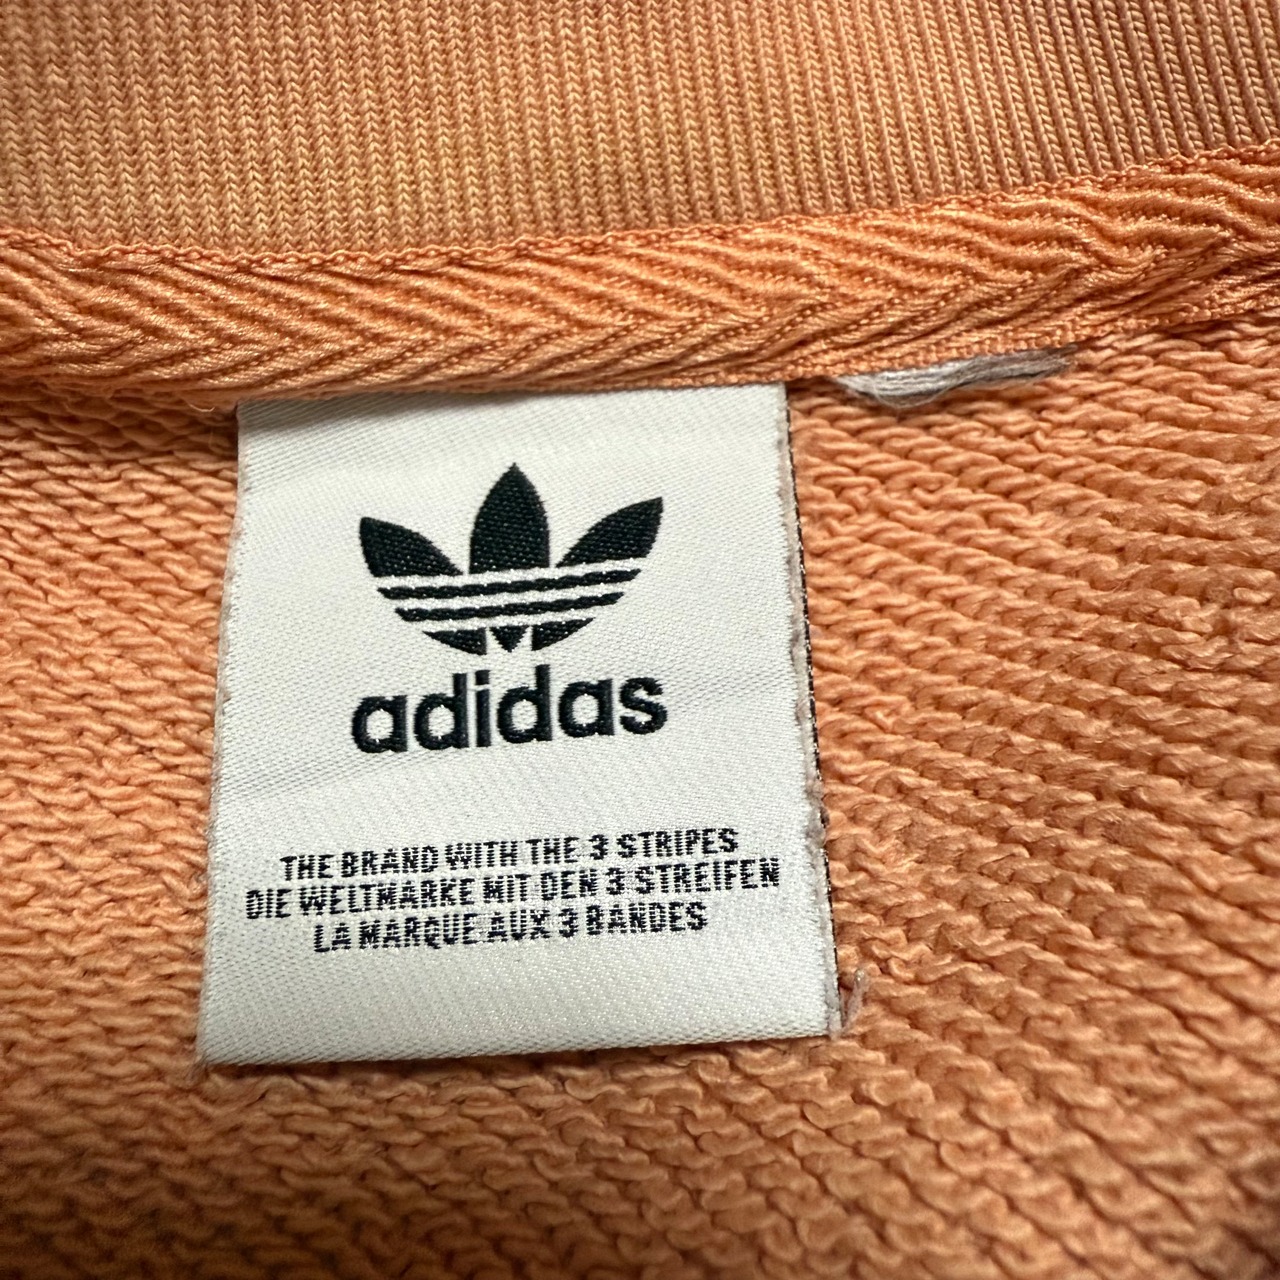 adidas
THE BRAND WITH THE 3 STRIPES
DIE WELTMARKE MIT DEN 3 STREIFEN
LA MARQUE AUX 3 BANDES